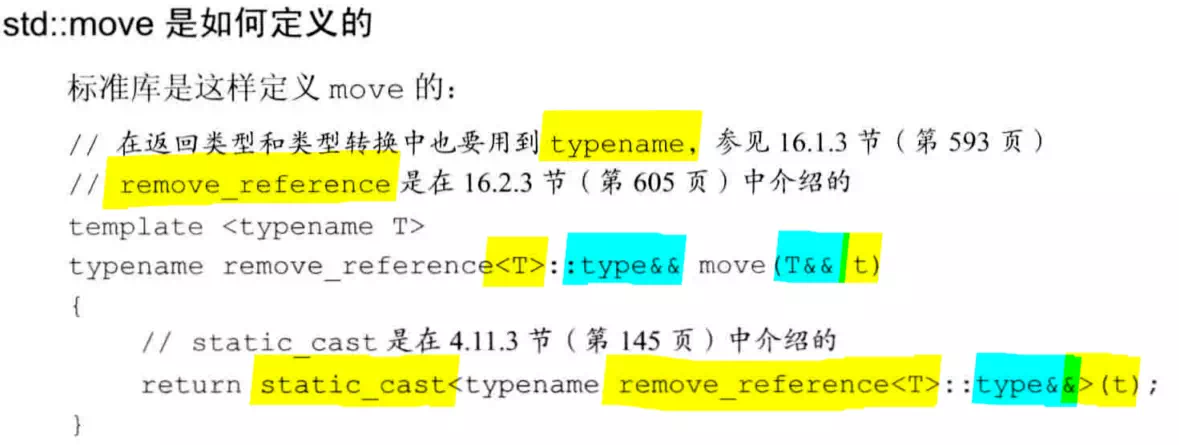 std::move 是如何定义的
标准库是这样定义 move 的：
// 在返回类型和类型转换中也要用到 typename，参见 16.1.3 节（第 593 页）
// remove_reference 是在 16.2.3 节（第 605 页）中介绍的
template <typename T>
typename remove_reference<T>::type&& move(T&& t)
{
// static_cast 是在 4.11.3 节（第 145 页）中介绍的
return static_cast<typename remove_reference<T>::type&&>(t);
}